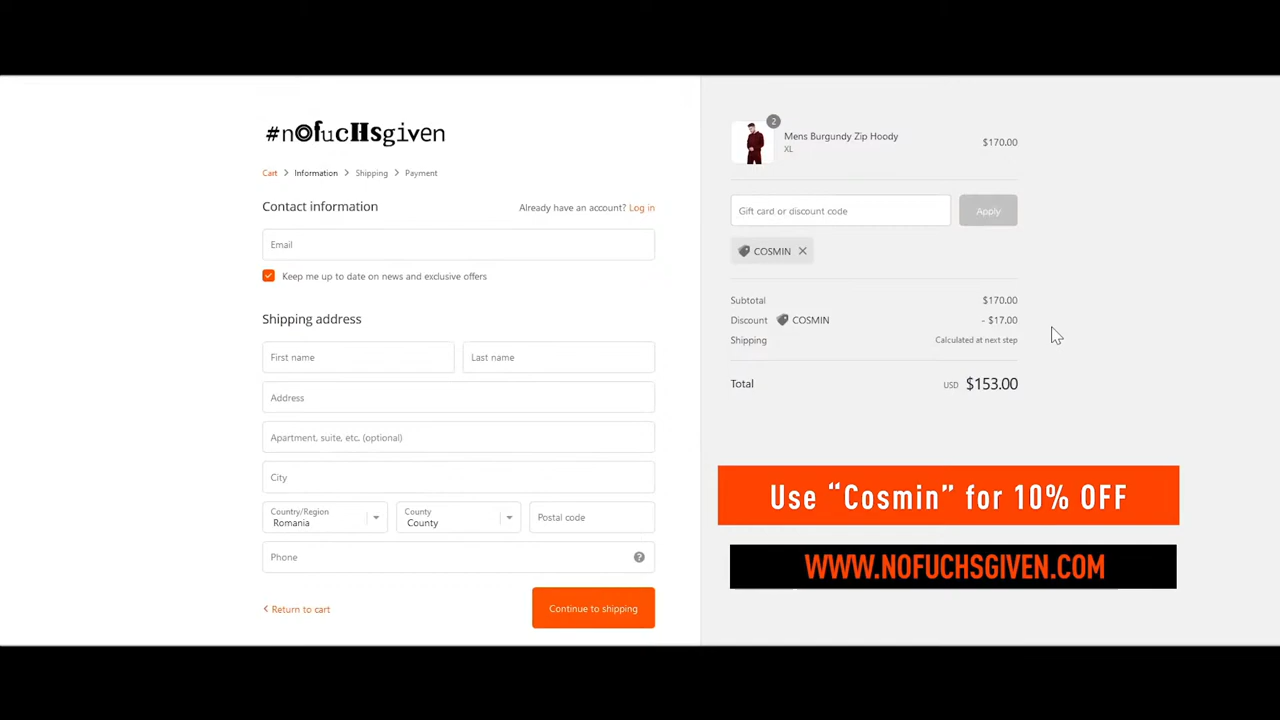 #nofucHsgiven
Cart > Information > Shipping > Payment
Contact information
Already have an account? Log in
Email
Keep me up to date on news and exclusive offers
Shipping address
First name
Last name
Address
Apartment, suite, etc. (optional)
City
Country/Region
Romania
County
County
Postal code
Phone
?
< Return to cart
Continue to shipping
2
Mens Burgundy Zip Hoody
XL
$170.00
Gift card or discount code
Apply
COSMIN
Subtotal $170.00
Discount COSMIN - $17.00
Shipping Calculated at next step
Total USD $153.00
Use “Cosmin” for 10% OFF
WWW.NOFUCHSGIVEN.COM